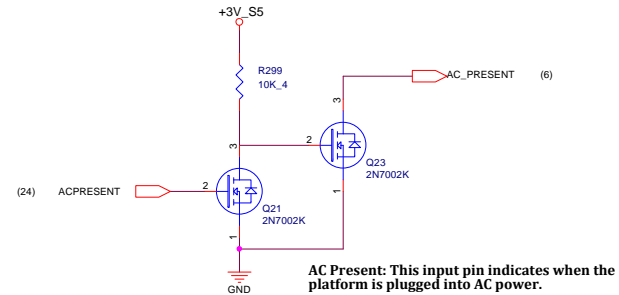 +3V_S5
R299
10K_4
AC_PRESENT (6)
3
3
2
Q23
2N7002K
(24) ACPRESENT
2
1
Q21
2N7002K
1
GND
AC Present: This input pin indicates when the
platform is plugged into AC power.